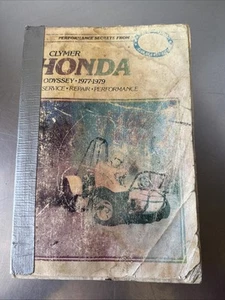 PERFORMANCE SECRETS FROM
CLYMER
HONDA
ODYSSEY • 1977-1979
SERVICE • REPAIR • PERFORMANCE